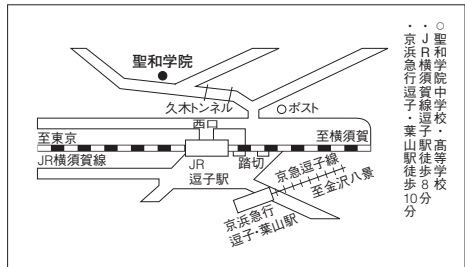 ○聖和学院中学校・高等学校
・JR横須賀線逗子駅徒歩8分
・京浜急行逗子・葉山駅徒歩10分
聖和学院
久木トンネル
ポスト
西口
至東京
至横須賀
JR横須賀線
JR
逗子駅
踏切
京急逗子線
至金沢八景
京浜急行
逗子・葉山駅